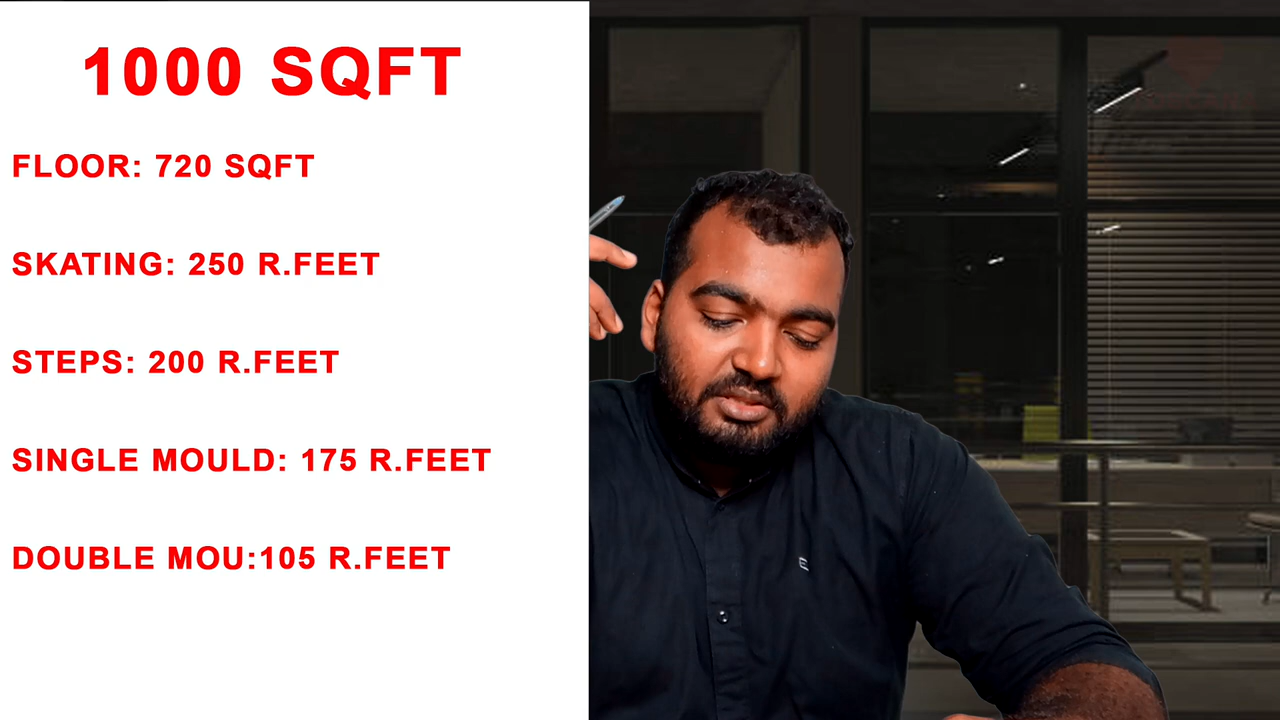 1000 SQFT
FLOOR: 720 SQFT
SKATING: 250 R.FEET
STEPS: 200 R.FEET
SINGLE MOULD: 175 R.FEET
DOUBLE MOU:105 R.FEET